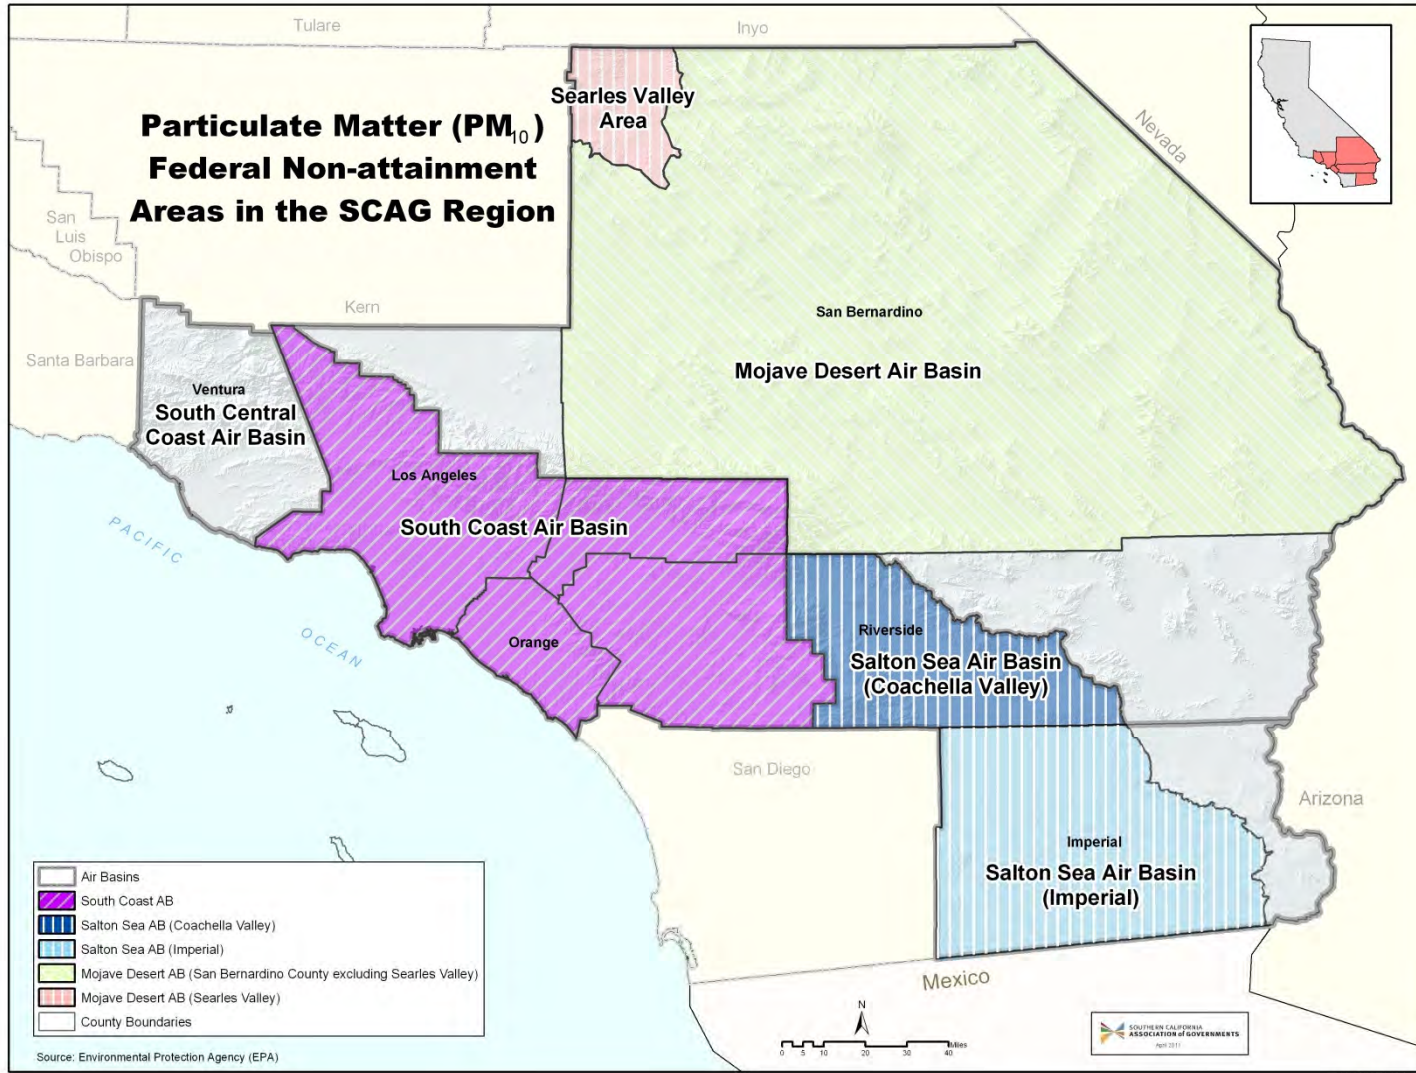 Tulare
Inyo
Particulate Matter (PM10)
Federal Non-attainment
Areas in the SCAG Region
Searles Valley
Area
Nevada
San
Luis
Obispo
Kern
Santa Barbara
San Bernardino
Mojave Desert Air Basin
Ventura
South Central
Coast Air Basin
Los Angeles
South Coast Air Basin
PACIFIC
OCEAN
Orange
Riverside
Salton Sea Air Basin
(Coachella Valley)
San Diego
Arizona
Imperial
Salton Sea Air Basin
(Imperial)
Mexico
Air Basins
South Coast AB
Salton Sea AB (Coachella Valley)
Salton Sea AB (Imperial)
Mojave Desert AB (San Bernardino County excluding Searles Valley)
Mojave Desert AB (Searles Valley)
County Boundaries
Source: Environmental Protection Agency (EPA)
N
Miles
0 5 10 20 30 40
SOUTHERN CALIFORNIA
ASSOCIATION of GOVERNMENTS
April 2011